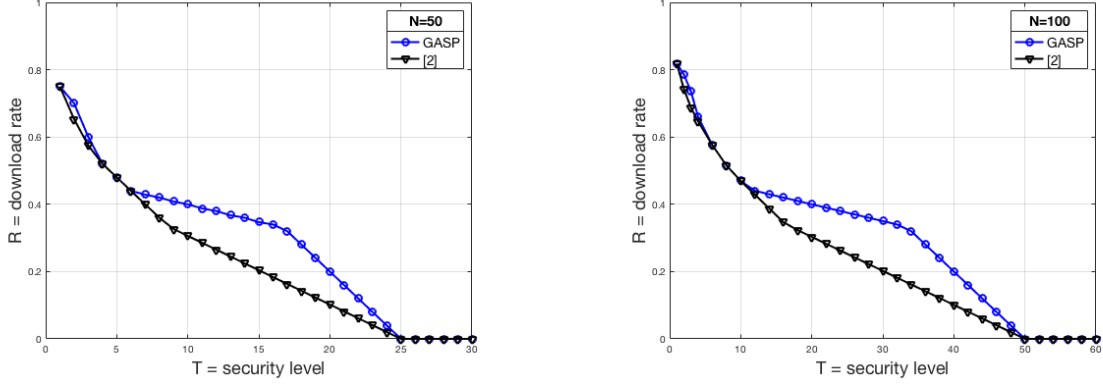 N=50
GASP
[2]
R = download rate
1
0.8
0.6
0.4
0.2
0
0 5 10 15 20 25 30
T = security level
N=100
GASP
[2]
R = download rate
1
0.8
0.6
0.4
0.2
0
0 10 20 30 40 50 60
T = security level